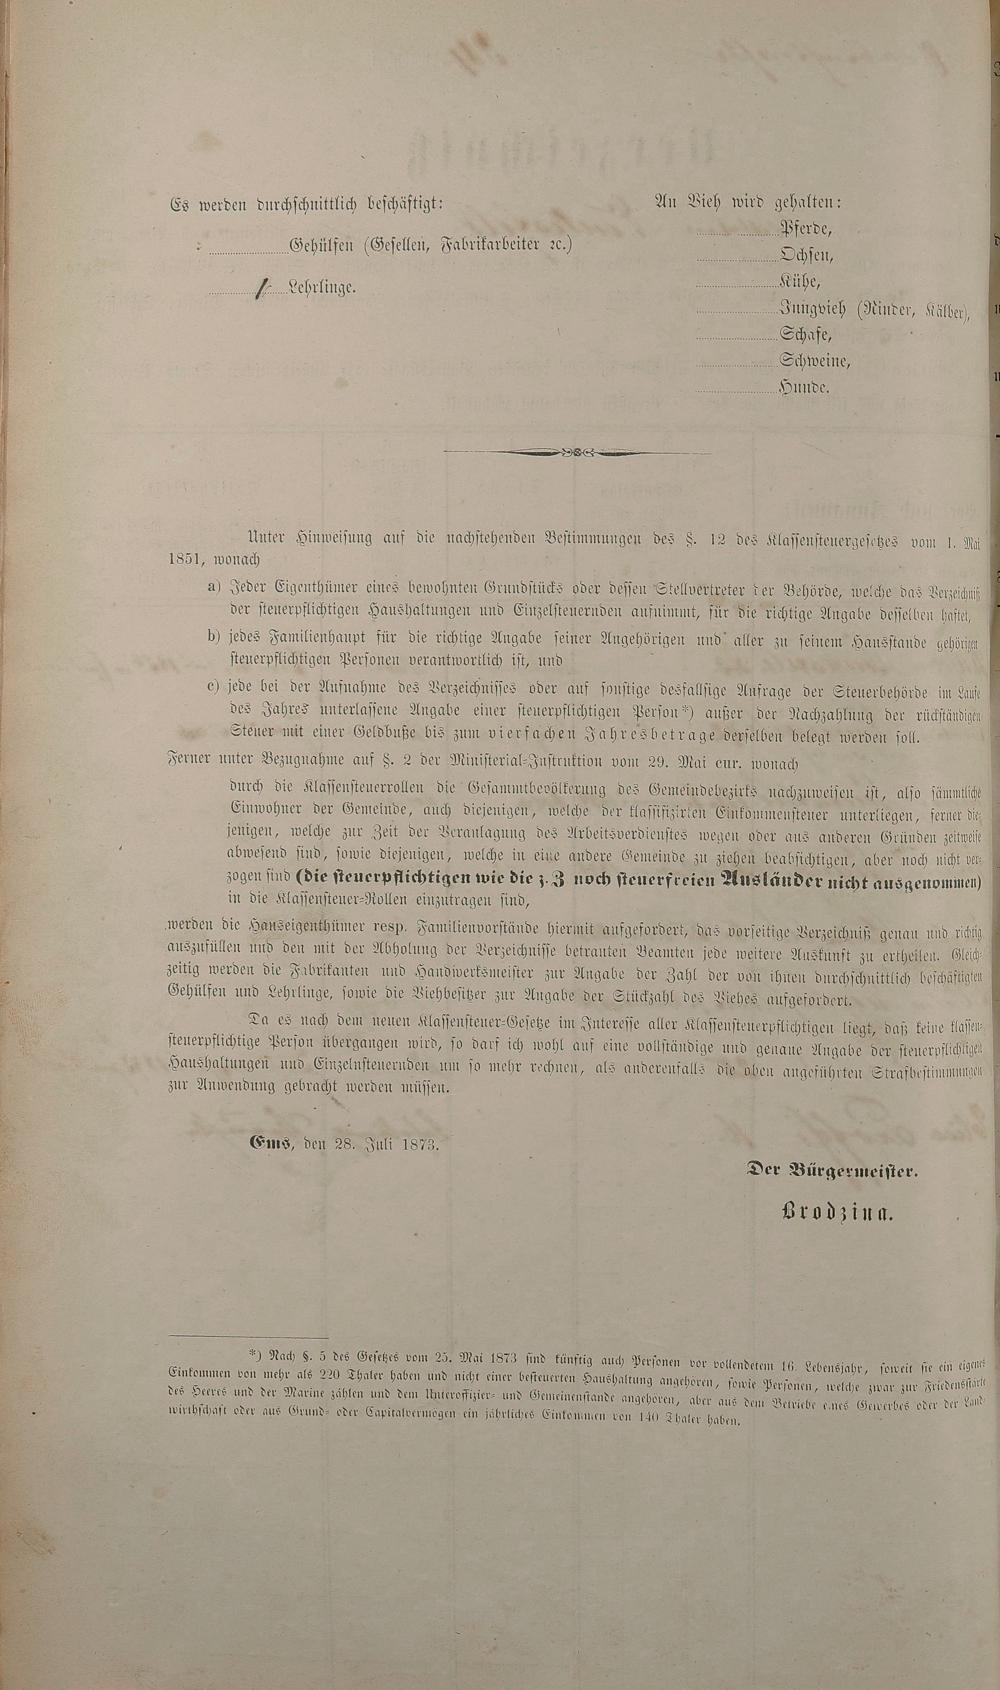 Es werden durchschnittlich beschäftigt:
Gehülfen (Gesellen, Fabrikarbeiter ꝛc.)
1 Lehrlinge.
An Vieh wird gehalten:
Pferde,
Ochsen,
Kühe,
Jungvieh (Rinder, Kälber),
Schafe,
Schweine,
Hunde.
Unter Hinweisung auf die nachstehenden Bestimmungen des §. 12 des Klassensteuergesetzes vom 1. Mai
1851, wonach
a) Jeder Eigenthümer eines bewohnten Grundstücks oder dessen Stellvertreter der Behörde, welche das Verzeichniß
der steuerpflichtigen Haushaltungen und Einzelsteuernden aufnimmt, für die richtige Angabe desselben haftet,
b) jedes Familienhaupt für die richtige Angabe seiner Angehörigen und aller zu seinem Hausstande gehörigen
steuerpflichtigen Personen verantwortlich ist, und
c) jede bei der Aufnahme des Verzeichnisses oder auf sonstige desfallsige Anfrage der Steuerbehörde im Laufe
des Jahres unterlassene Angabe einer steuerpflichtigen Person*) außer der Nachzahlung der rückständigen
Steuer mit einer Geldbuße bis zum vierfachen Jahresbetrage derselben belegt werden soll.
Ferner unter Bezugnahme auf §. 2 der Ministerial-Instruktion vom 29. Mai cur. wonach
durch die Klassensteuerrollen die Gesammtbevölkerung des Gemeindebezirks nachzuweisen ist, also sämmtliche
Einwohner der Gemeinde, auch diejenigen, welche der klassifizirten Einkommensteuer unterliegen, ferner die-
jenigen, welche zur Zeit der Veranlagung des Arbeitsverdienstes wegen oder aus anderen Gründen zeitweise
abwesend sind, sowie diejenigen, welche in eine andere Gemeinde zu ziehen beabsichtigen, aber noch nicht ver-
zogen sind (die steuerpflichtigen wie die z. Z noch steuerfreien Ausländer nicht ausgenommen)
in die Klassensteuer-Rollen einzutragen sind,
werden die Hauseigenthümer resp. Familienvorstände hiermit aufgefordert, das vorseitige Verzeichniß genau und richtig
auszufüllen und den mit der Abholung der Verzeichnisse betrauten Beamten jede weitere Auskunft zu ertheilen. Gleich-
zeitig werden die Fabrikanten und Handwerksmeister zur Angabe der Zahl der von ihnen durchschnittlich beschäftigten
Gehülfen und Lehrlinge, sowie die Viehbesitzer zur Angabe der Stückzahl des Viehes aufgefordert.
Da es nach dem neuen Klassensteuer-Gesetze im Interesse aller Klassensteuerpflichtigen liegt, daß keine klassen-
steuerpflichtige Person übergangen wird, so darf ich wohl auf eine vollständige und genaue Angabe der steuerpflichtigen
Haushaltungen und Einzelnsteuernden um so mehr rechnen, als anderenfalls die oben angeführten Strafbestimmungen
zur Anwendung gebracht werden müssen.
Ems, den 28. Juli 1873.
Der Bürgermeister.
Brodzina.
*) Nach §. 5 des Gesetzes vom 25. Mai 1873 sind künftig auch Personen vor vollendetem 16. Lebensjahr, soweit sie ein eigenes
Einkommen von mehr als 220 Thaler haben und nicht einer besteuerten Haushaltung angehören, sowie Personen, welche zwar zur Friedensstärke
des Heeres und der Marine zählen und dem Unteroffizier- und Gemeinenstande angehören, aber aus dem Betriebe eines Gewerbes oder der Land-
wirthschaft oder aus Grund- oder Capitalvermögen ein jährliches Einkommen von 140 Thaler haben.